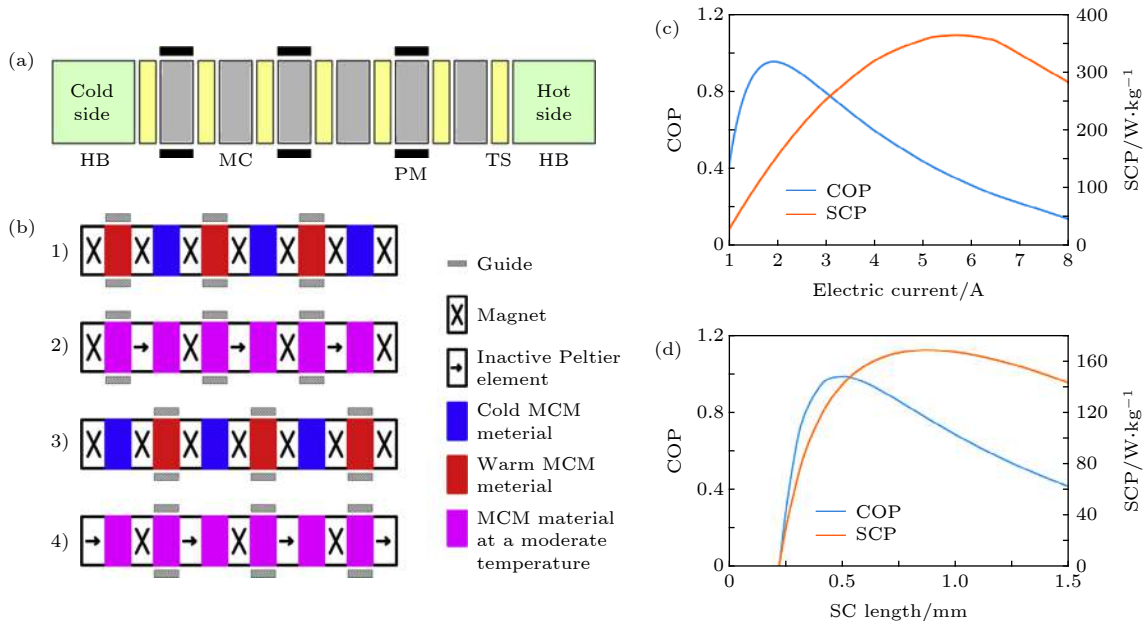 (a)
Cold side
Hot side
HB
MC
PM
TS
HB
(b)
1)
2)
3)
4)
Guide
Magnet
Inactive Peltier
element
Cold MCM
meterial
Warm MCM
meterial
MCM material
at a moderate
temperature
(c)
COP
1.2
0.8
0.4
0
1 2 3 4 5 6 7 8
Electric current/A
400
300
200
100
0
SCP/W·kg⁻¹
COP
SCP
(d)
COP
1.2
0.8
0.4
0
0 0.5 1.0 1.5
SC length/mm
160
120
80
40
0
SCP/W·kg⁻¹
COP
SCP